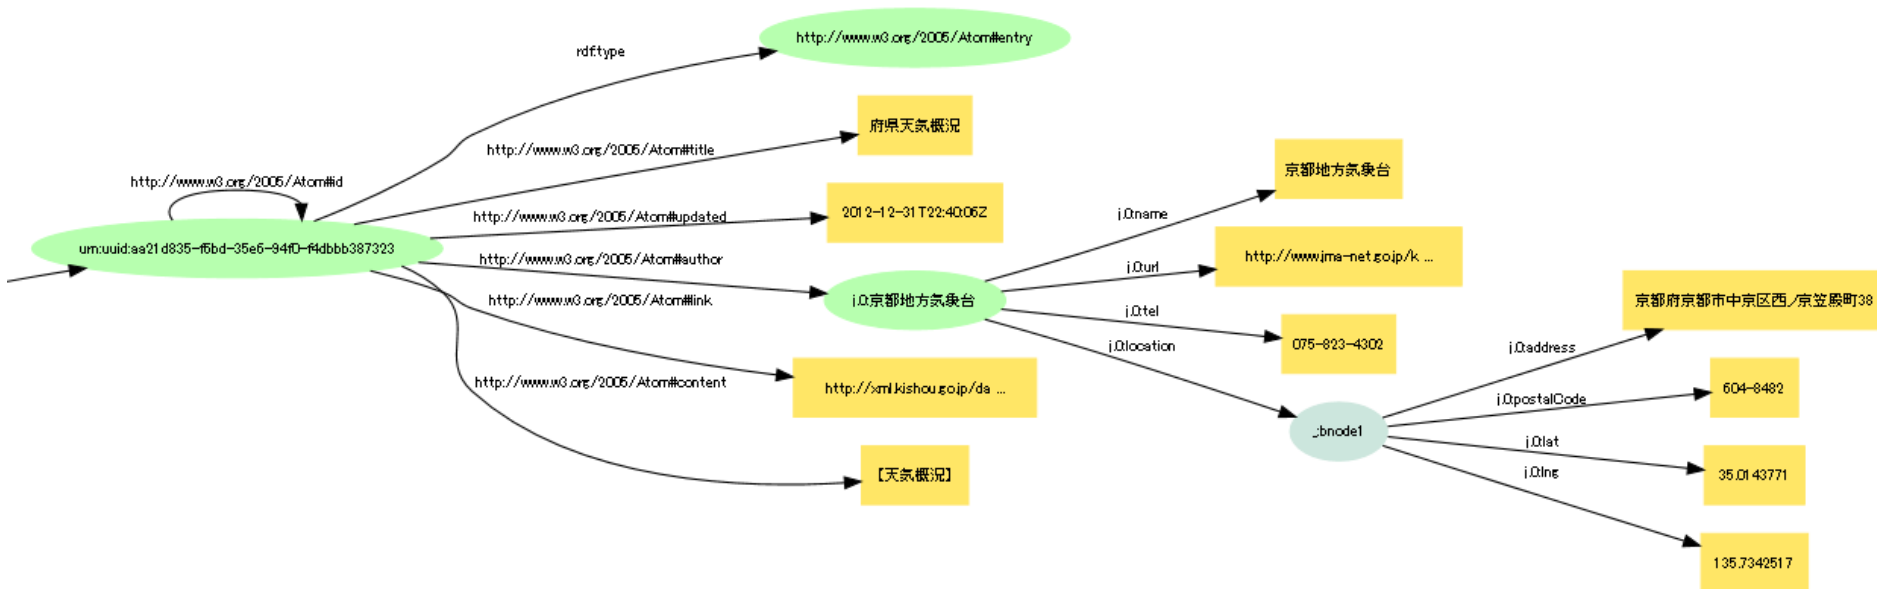 http://www.w3.org/2005/Atom#entry
rdf:type
府県天気概況
http://www.w3.org/2005/Atom#title
京都地方気象台
http://www.w3.org/2005/Atom#id
2012-12-31T22:40:06Z
http://www.w3.org/2005/Atom#updated
j.0:name
urn:uuid:aa21d835-f5bd-35e6-94f0-f4dbbb387323
http://www.jma-net.go.jp/k ...
http://www.w3.org/2005/Atom#author
j.0:url
j.0:京都地方気象台
京都府京都市中京区西ノ京笠殿町38
http://www.w3.org/2005/Atom#link
j.0:tel
075-823-4302
j.0:location
j.0:address
http://xml.kishou.go.jp/da ...
http://www.w3.org/2005/Atom#content
604-8482
j.0:postalCode
_:bnode1
j.0:lat
35.0143771
【天気概況】
j.0:lng
135.7342517